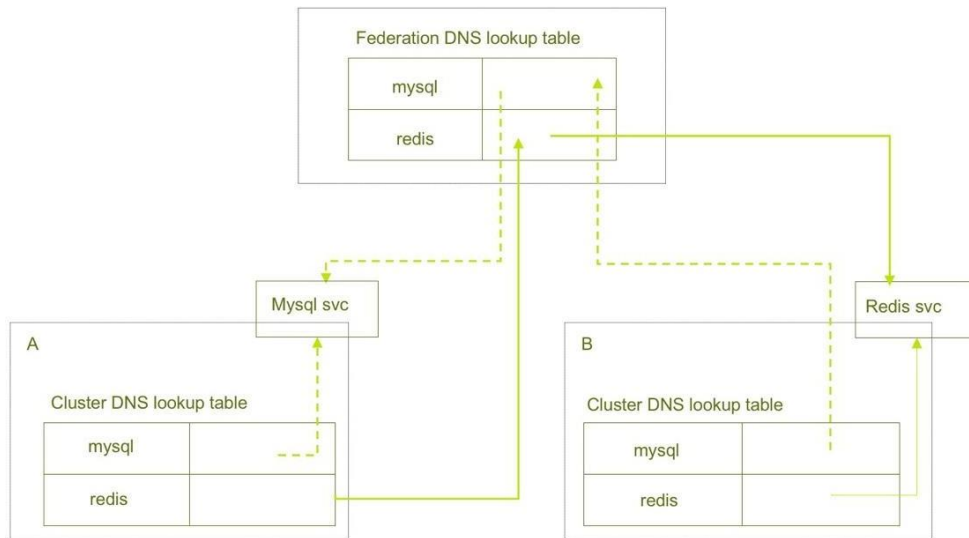 Federation DNS lookup table
mysql
redis
Mysql svc
Redis svc
A
Cluster DNS lookup table
mysql
redis
B
Cluster DNS lookup table
mysql
redis